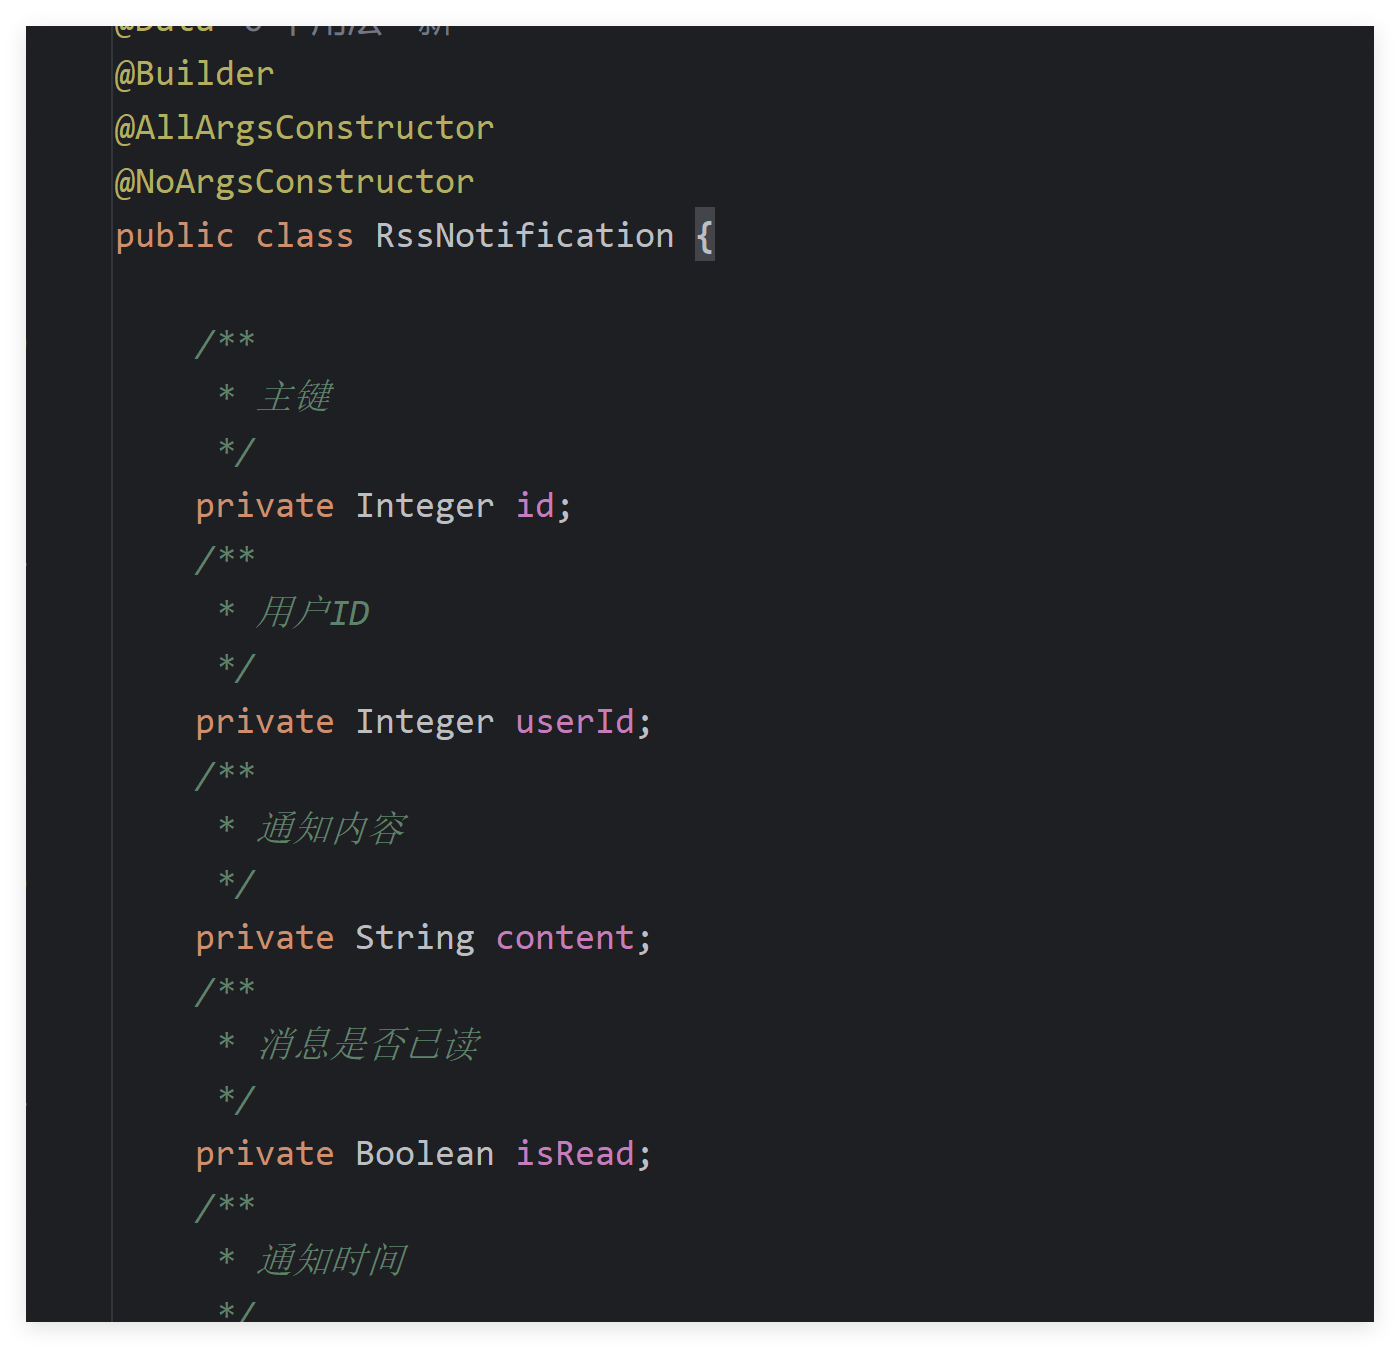 @Builder
@AllArgsConstructor
@NoArgsConstructor
public class RssNotification {
/**
* 主键
*/
private Integer id;
/**
* 用户ID
*/
private Integer userId;
/**
* 通知内容
*/
private String content;
/**
* 消息是否已读
*/
private Boolean isRead;
/**
* 通知时间
*/